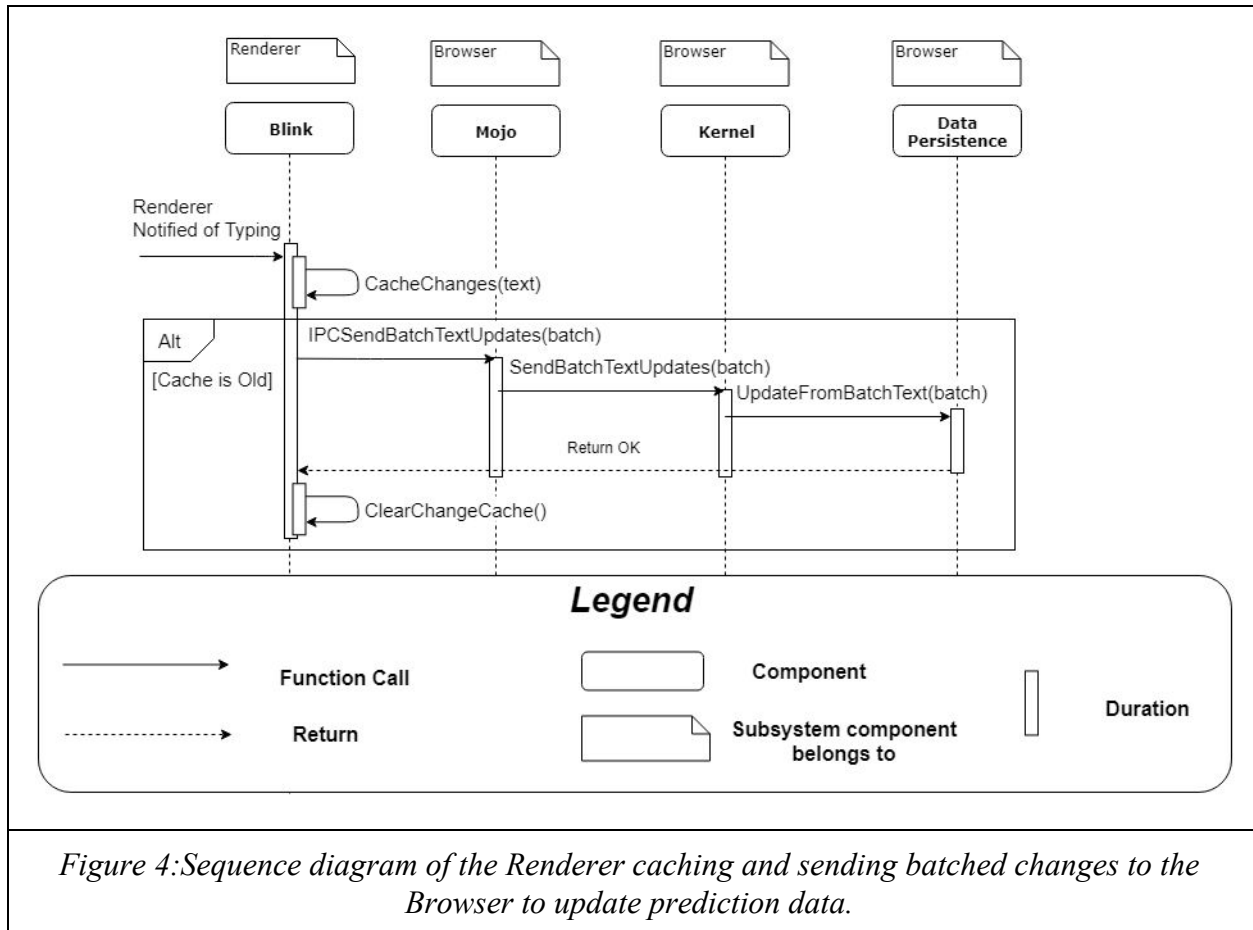 Renderer
Browser
Browser
Browser
Blink
Mojo
Kernel
Data
Persistence
Renderer
Notified of Typing
CacheChanges(text)
Alt
[Cache is Old]
IPCSendBatchTextUpdates(batch)
SendBatchTextUpdates(batch)
UpdateFromBatchText(batch)
Return OK
ClearChangeCache()
Legend
Function Call
Component
Duration
Return
Subsystem component
belongs to
Figure 4:Sequence diagram of the Renderer caching and sending batched changes to the
Browser to update prediction data.